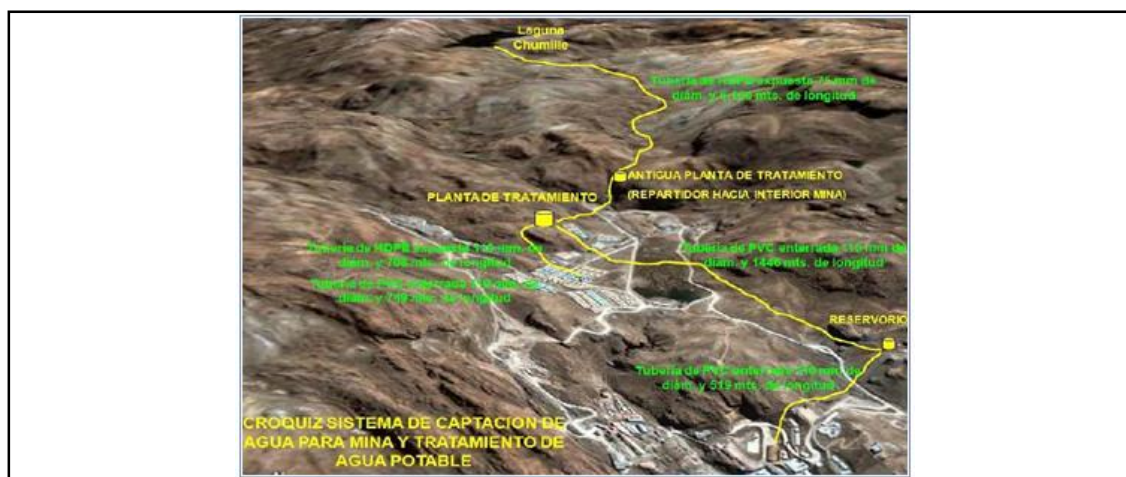 Laguna
Chumille
Tubería de HDPE expuesta 75 mm de
diám. y mts. de longitud
ANTIGUA PLANTA DE TRATAMIENTO
(REPARTIDOR HACIA INTERIOR MINA)
PLANTA DE TRATAMIENTO
Tubería de HDPE expuesta 110 mm. de
diám. y mts. de longitud
Tubería de PVC enterrada 110 mm de
diám. y 1446 mts. de longitud
Tubería de PVC enterrada 110 mm. de
diám. y 749 mts. de longitud
RESERVORIO
Tubería de PVC enterrada mm de
diám. y 519 mts. de longitud
CROQUIZ SISTEMA DE CAPTACION DE
AGUA PARA MINA Y TRATAMIENTO DE
AGUA POTABLE